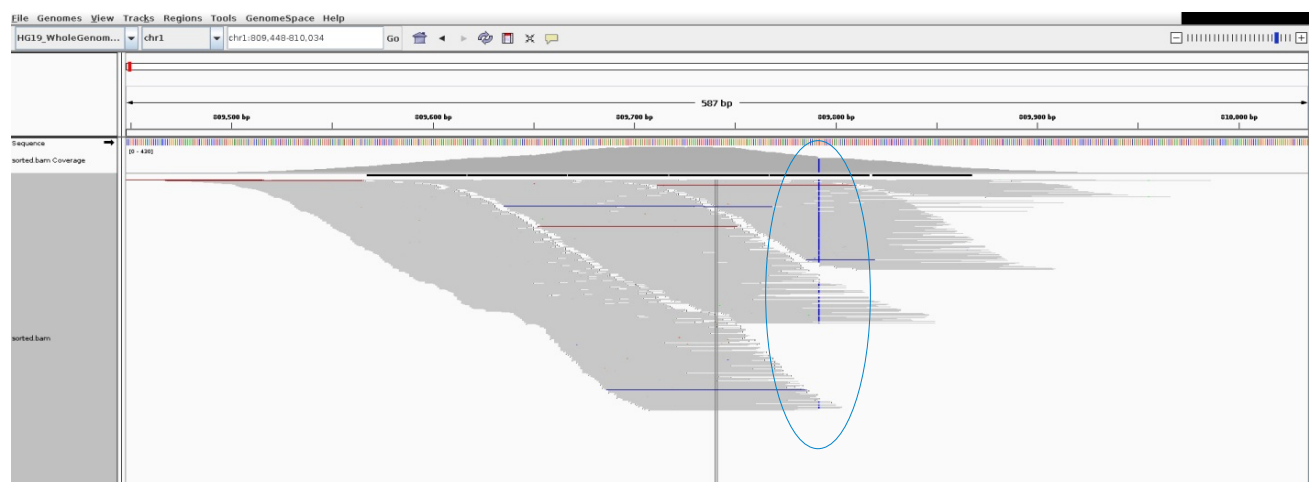 File Genomes View Tracks Regions Tools GenomeSpace Help
HG19_WholeGenom... chr1 chr1:809,448-810,034 Go
587 bp
809,500 bp 809,600 bp 809,700 bp 809,800 bp 809,900 bp 810,000 bp
Sequence
[0 - 430]
sorted.bam Coverage
sorted.bam